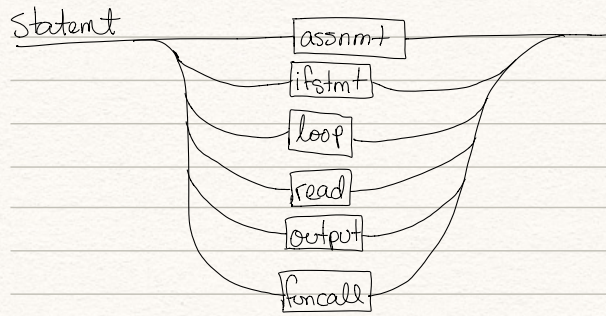 Statemt
assnmt
ifstmt
loop
read
output
funcall